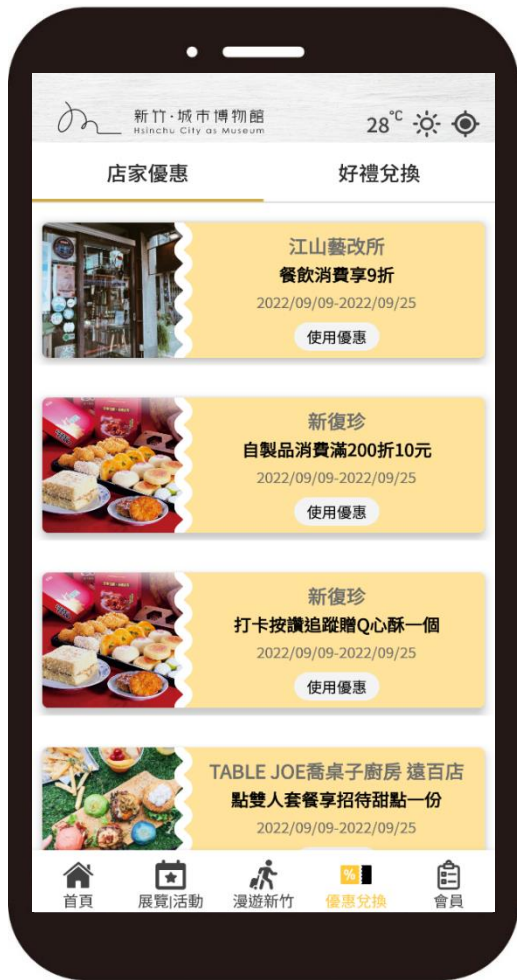 新竹·城市博物館
Hsinchu City as Museum
28°C
店家優惠
好禮兌換
江山藝改所
餐飲消費享9折
2022/09/09-2022/09/25
使用優惠
新復珍
自製品消費滿200折10元
2022/09/09-2022/09/25
使用優惠
新復珍
打卡按讚追蹤贈Q心酥一個
2022/09/09-2022/09/25
使用優惠
TABLE JOE喬桌子廚房 遠百店
點雙人套餐享招待甜點一份
2022/09/09-2022/09/25
首頁
展覽|活動
漫遊新竹
%
優惠兌換
會員